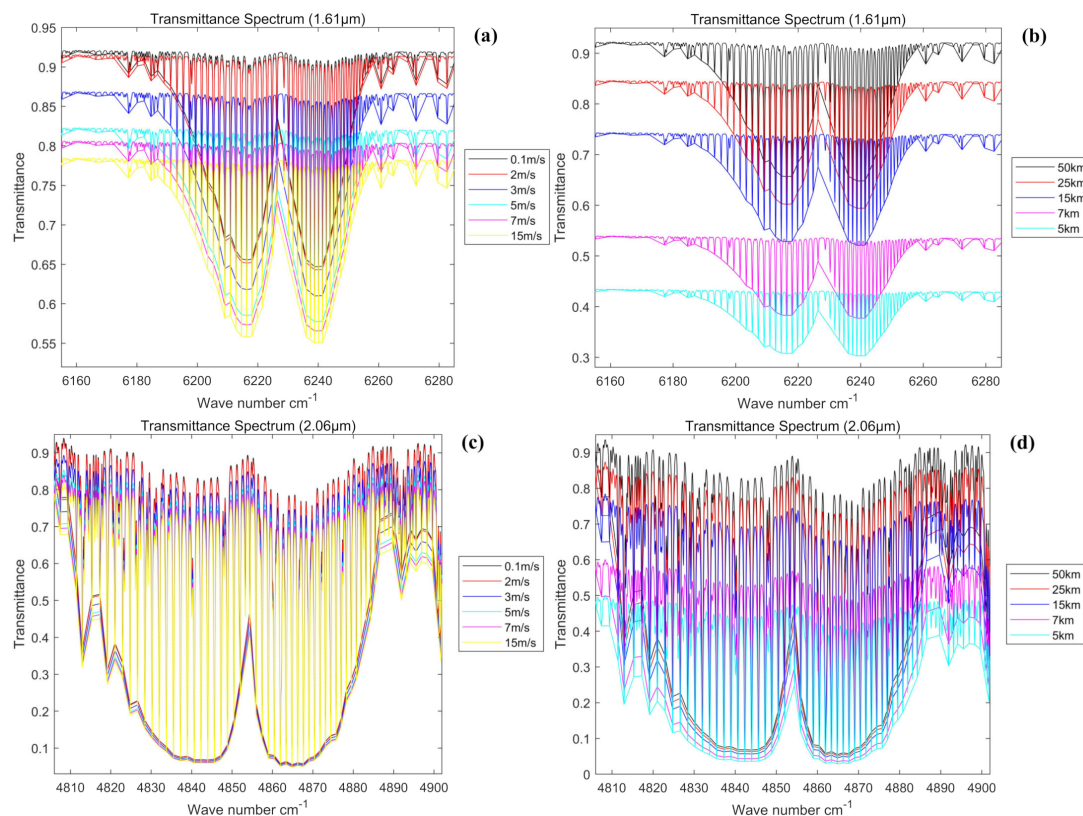 Transmittance Spectrum (1.61μm)
(a)
0.95
0.9
0.85
0.8
0.75
0.7
0.65
0.6
0.55
Transmittance
6160 6180 6200 6220 6240 6260 6280
Wave number cm-1
0.1m/s
2m/s
3m/s
5m/s
7m/s
15m/s
Transmittance Spectrum (1.61μm)
(b)
0.9
0.8
0.7
0.6
0.5
0.4
0.3
Transmittance
6160 6180 6200 6220 6240 6260 6280
Wave number cm-1
50km
25km
15km
7km
5km
Transmittance Spectrum (2.06μm)
(c)
0.9
0.8
0.7
0.6
0.5
0.4
0.3
0.2
0.1
Transmittance
4810 4820 4830 4840 4850 4860 4870 4880 4890 4900
Wave number cm-1
0.1m/s
2m/s
3m/s
5m/s
7m/s
15m/s
Transmittance Spectrum (2.06μm)
(d)
0.9
0.8
0.7
0.6
0.5
0.4
0.3
0.2
0.1
0
Transmittance
4810 4820 4830 4840 4850 4860 4870 4880 4890 4900
Wave number cm-1
50km
25km
15km
7km
5km